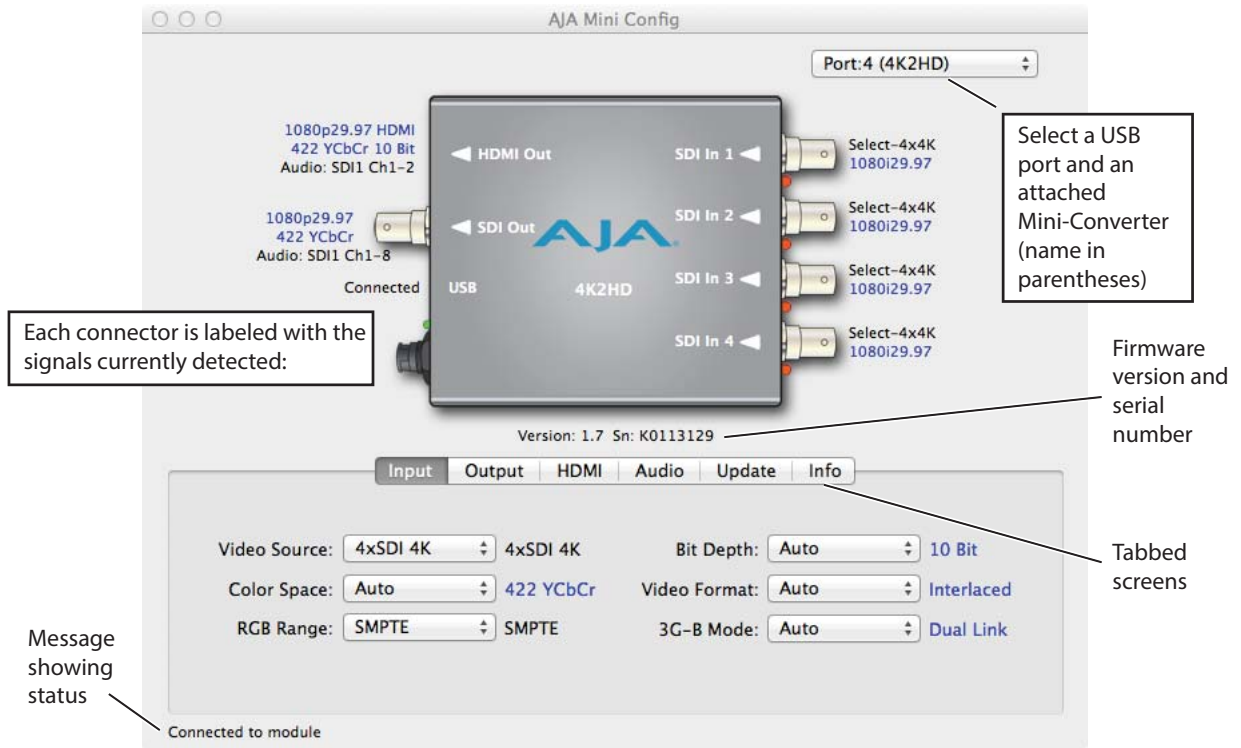 AJA Mini Config
Port:4 (4K2HD)
Select a USB
port and an
attached
Mini-Converter
(name in
parentheses)
1080p29.97 HDMI
422 YCbCr 10 Bit
Audio: SDI1 Ch1-2
1080p29.97
422 YCbCr
Audio: SDI1 Ch1-8
Connected
HDMI Out
SDI Out
USB
AJA
4K2HD
SDI In 1
SDI In 2
SDI In 3
SDI In 4
Select-4x4K
1080i29.97
Select-4x4K
1080i29.97
Select-4x4K
1080i29.97
Select-4x4K
1080i29.97
Each connector is labeled with the
signals currently detected:
Firmware
version and
serial
number
Version: 1.7 Sn: K0113129
Input Output HDMI Audio Update Info
Video Source: 4xSDI 4K 4xSDI 4K Bit Depth: Auto 10 Bit
Color Space: Auto 422 YCbCr Video Format: Auto Interlaced
RGB Range: SMPTE SMPTE 3G-B Mode: Auto Dual Link
Tabbed
screens
Message
showing
status
Connected to module